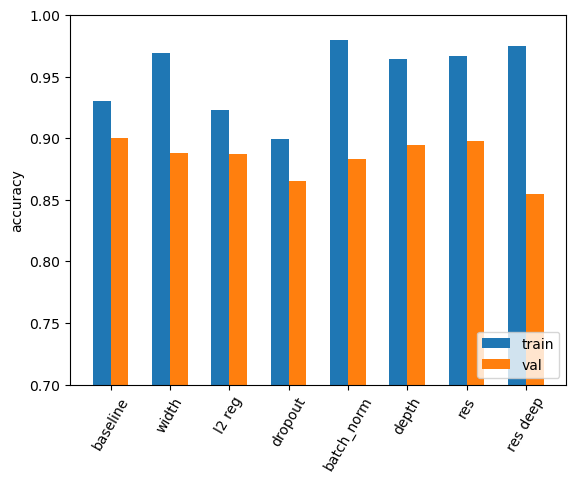 1.00
0.95
0.90
0.85
0.80
0.75
0.70
accuracy
train
val
baseline
width
l2 reg
dropout
batch_norm
depth
res
res deep